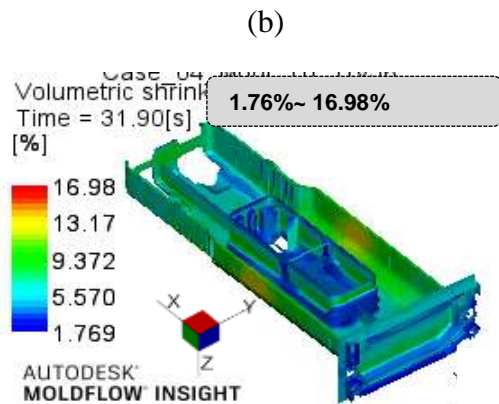 (b)
Volumetric shrink
1.76%~ 16.98%
Time = 31.90[s]
[%]
16.98
13.17
9.372
5.570
1.769
X
Y
Z
AUTODESK®
MOLDFLOW® INSIGHT